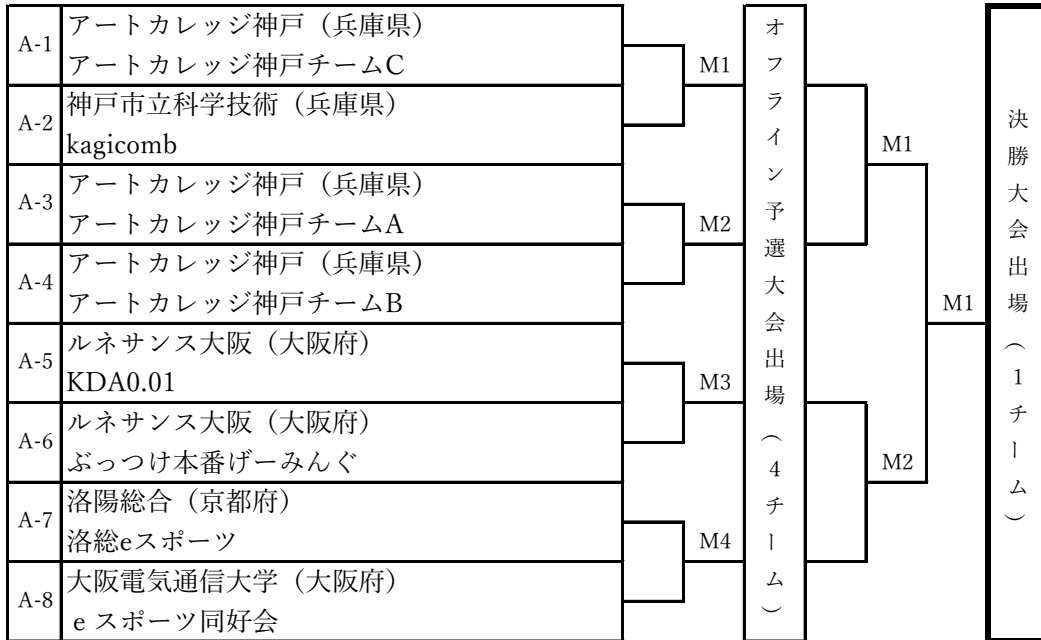 A-1
アートカレッジ神戸（兵庫県）
アートカレッジ神戸チームC
A-2
神戸市立科学技術（兵庫県）
kagicomb
A-3
アートカレッジ神戸（兵庫県）
アートカレッジ神戸チームA
A-4
アートカレッジ神戸（兵庫県）
アートカレッジ神戸チームB
A-5
ルネサンス大阪（大阪府）
KDA0.01
A-6
ルネサンス大阪（大阪府）
ぶっつけ本番げーみんぐ
A-7
洛陽総合（京都府）
洛総eスポーツ
A-8
大阪電気通信大学（大阪府）
ｅスポーツ同好会
M1
M2
M3
M4
オフライン予選大会出場（4チーム）
M1
M2
M1
決勝大会出場（1チーム）